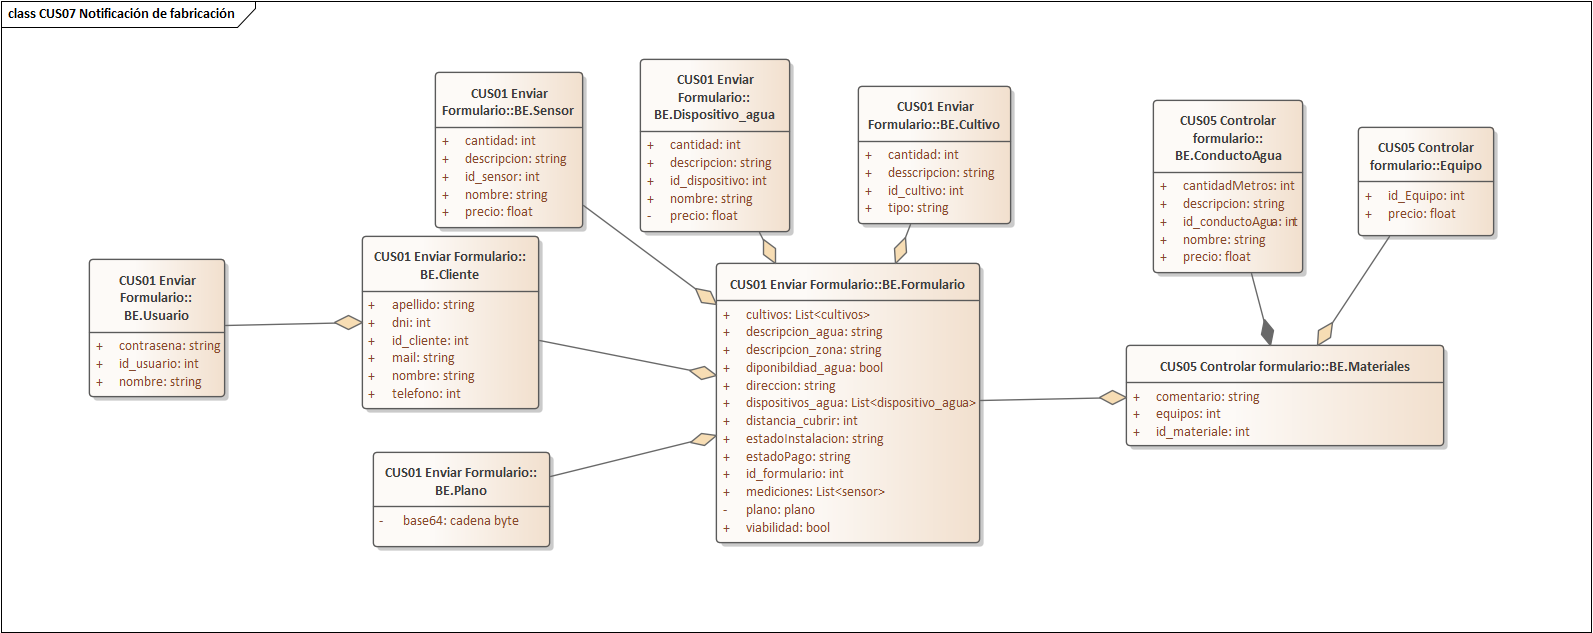 class CUS07 Notificación de fabricación
CUS01 Enviar
Formulario::BE.Sensor
+ cantidad: int
+ descripcion: string
+ id_sensor: int
+ nombre: string
+ precio: float
CUS01 Enviar
Formulario::
BE.Dispositivo_agua
+ cantidad: int
+ descripcion: string
+ id_dispositivo: int
+ nombre: string
- precio: float
CUS01 Enviar
Formulario::BE.Cultivo
+ cantidad: int
+ desscripcion: string
+ id_cultivo: int
+ tipo: string
CUS05 Controlar
formulario::
BE.ConductoAgua
+ cantidadMetros: int
+ descripcion: string
+ id_conductoAgua: int
+ nombre: string
+ precio: float
CUS05 Controlar
formulario::Equipo
+ id_Equipo: int
+ precio: float
CUS01 Enviar
Formulario::
BE.Usuario
+ contrasena: string
+ id_usuario: int
+ nombre: string
CUS01 Enviar Formulario::
BE.Cliente
+ apellido: string
+ dni: int
+ id_cliente: int
+ mail: string
+ nombre: string
+ telefono: int
CUS01 Enviar Formulario::BE.Formulario
+ cultivos: List<cultivos>
+ descripcion_agua: string
+ descripcion_zona: string
+ diponibildiad_agua: bool
+ direccion: string
+ dispositivos_agua: List<dispositivo_agua>
+ distancia_cubrir: int
+ estadoInstalacion: string
+ estadoPago: string
+ id_formulario: int
+ mediciones: List<sensor>
- plano: plano
+ viabilidad: bool
CUS05 Controlar formulario::BE.Materiales
+ comentario: string
+ equipos: int
+ id_materiale: int
CUS01 Enviar Formulario::
BE.Plano
- base64: cadena byte